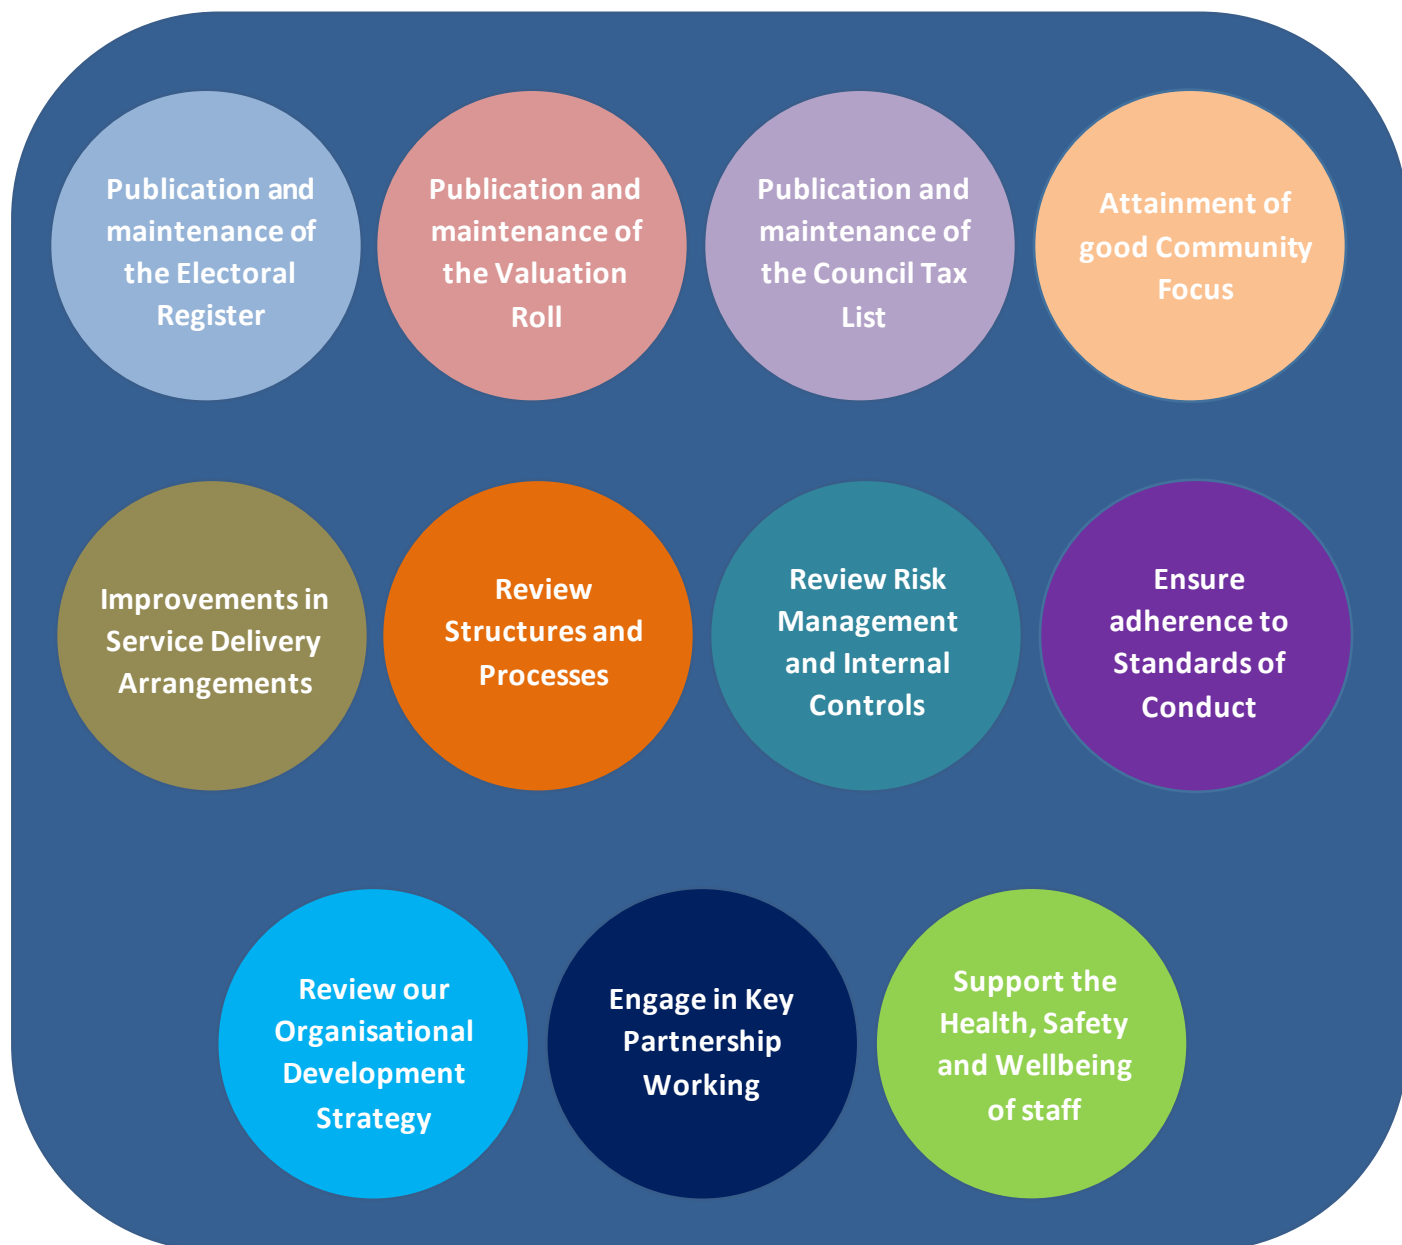 Publication and
maintenance of
the Electoral
Register
Publication and
maintenance of
the Valuation
Roll
Publication and
maintenance of
the Council Tax
List
Attainment of
good Community
Focus
Improvements in
Service Delivery
Arrangements
Review
Structures and
Processes
Review Risk
Management
and Internal
Controls
Ensure
adherence to
Standards of
Conduct
Review our
Organisational
Development
Strategy
Engage in Key
Partnership
Working
Support the
Health, Safety
and Wellbeing
of staff